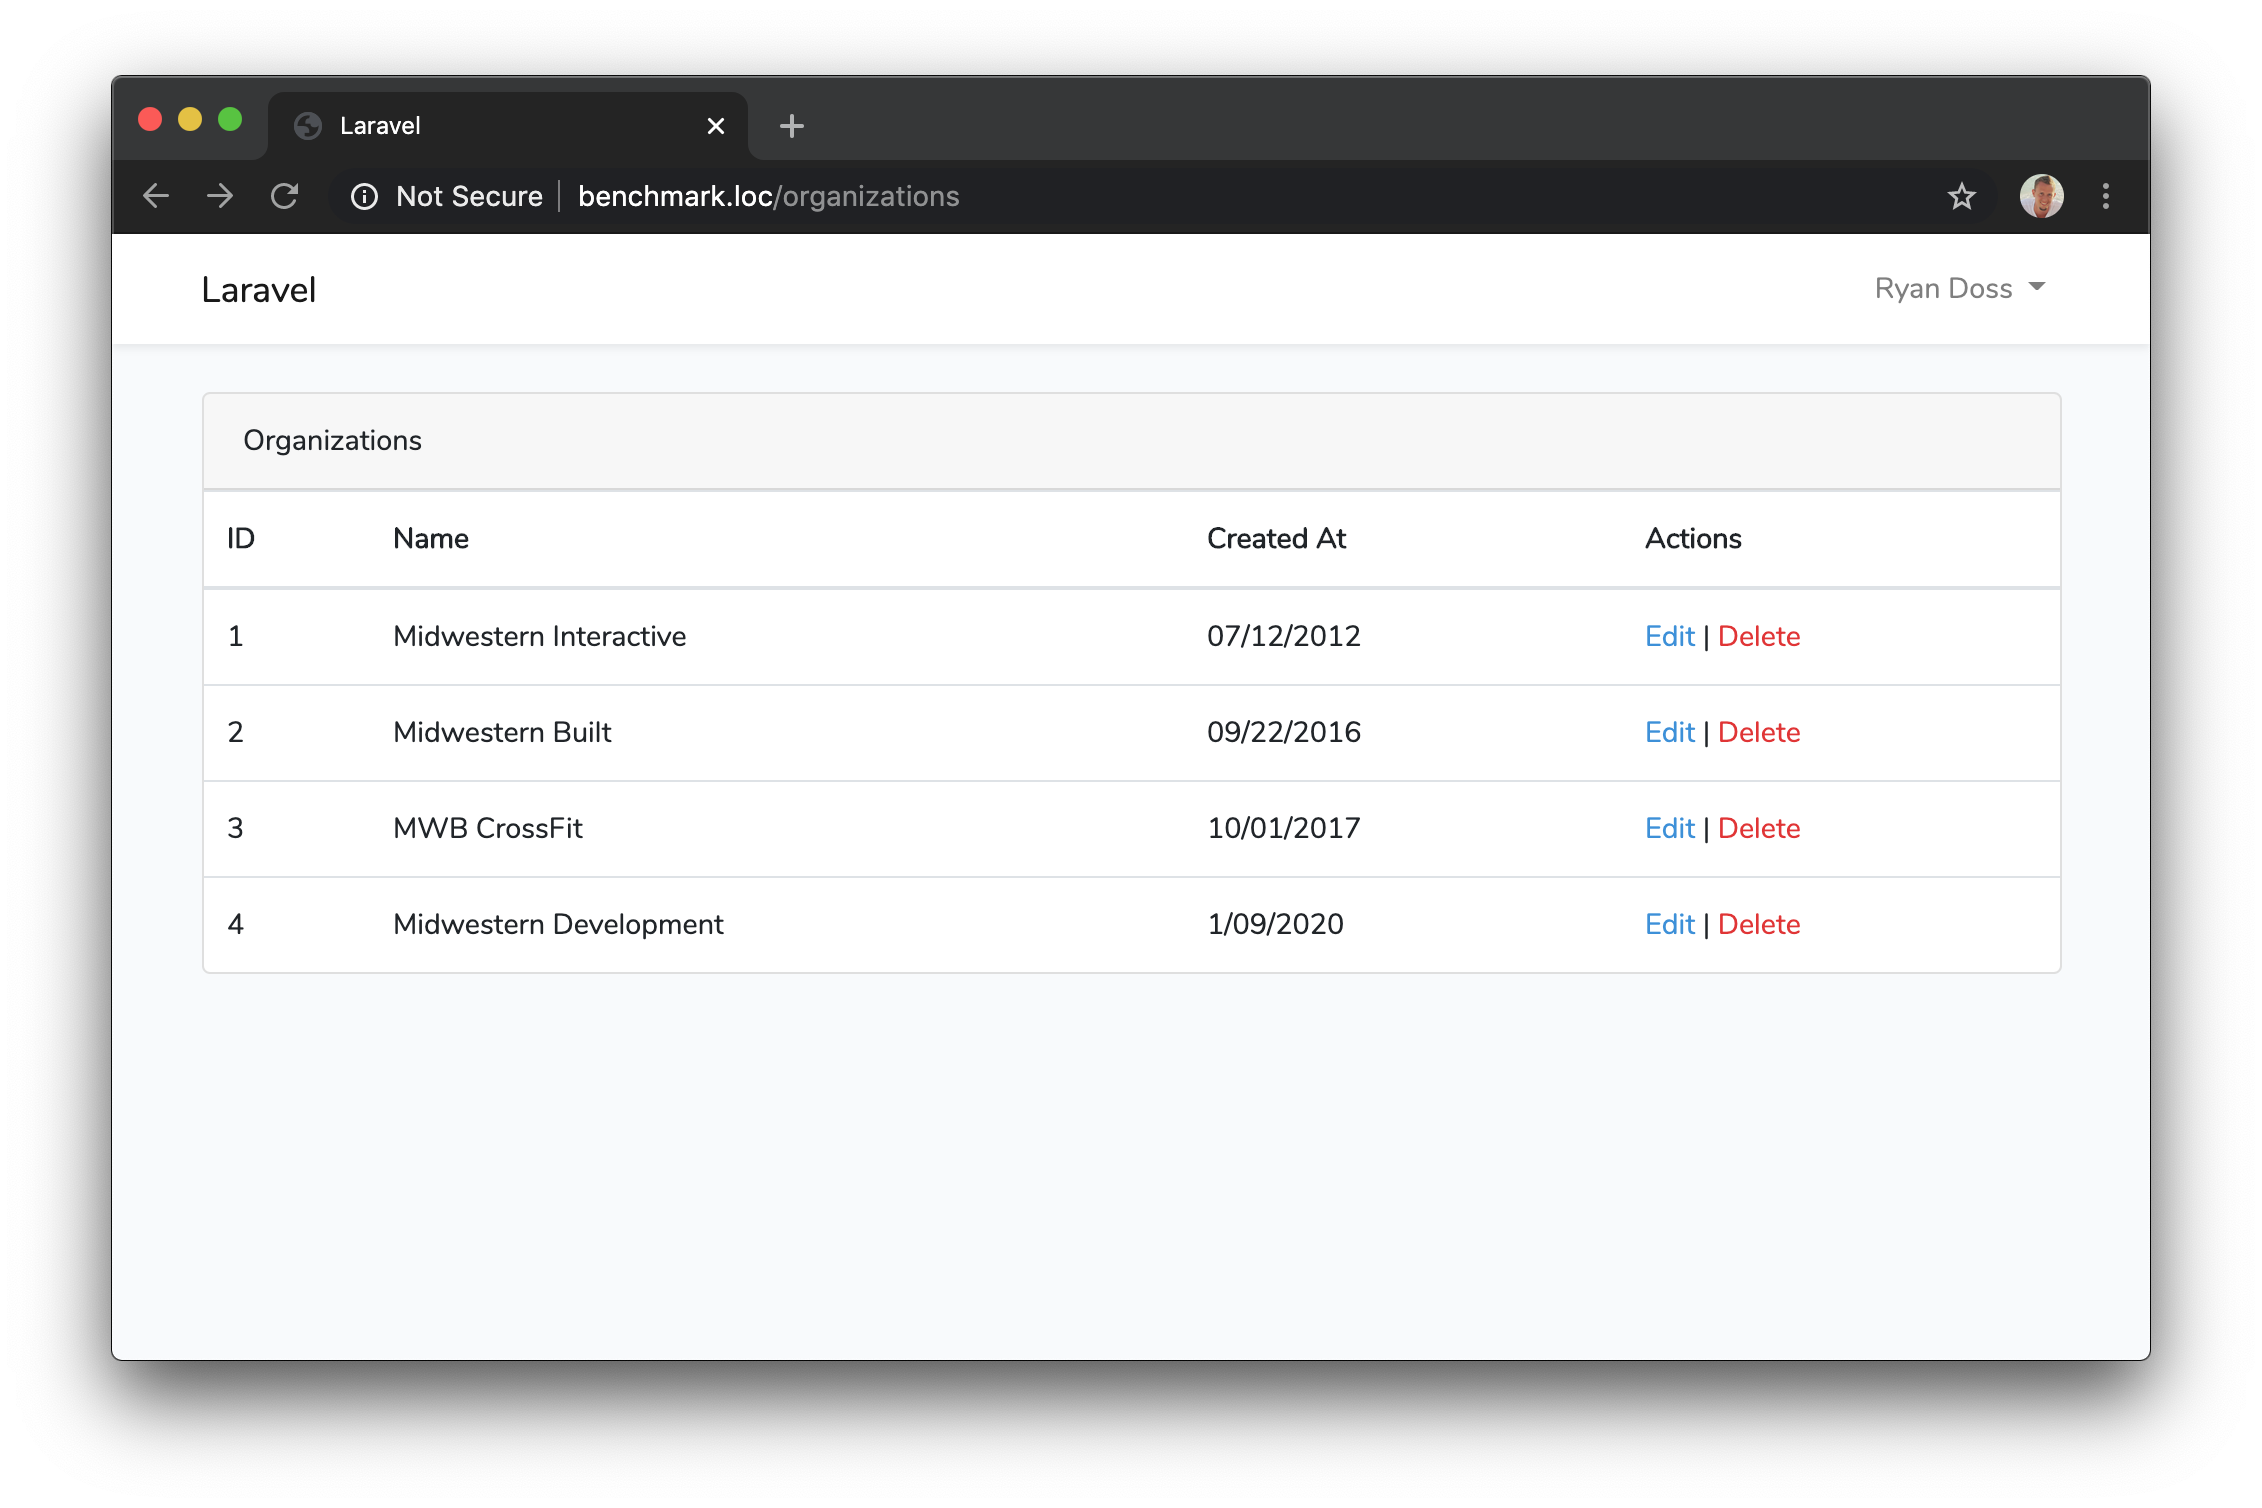 Laravel
Not Secure benchmark.loc/organizations
Laravel Ryan Doss
Organizations
ID Name Created At Actions
1 Midwestern Interactive 07/12/2012 Edit | Delete
2 Midwestern Built 09/22/2016 Edit | Delete
3 MWB CrossFit 10/01/2017 Edit | Delete
4 Midwestern Development 1/09/2020 Edit | Delete